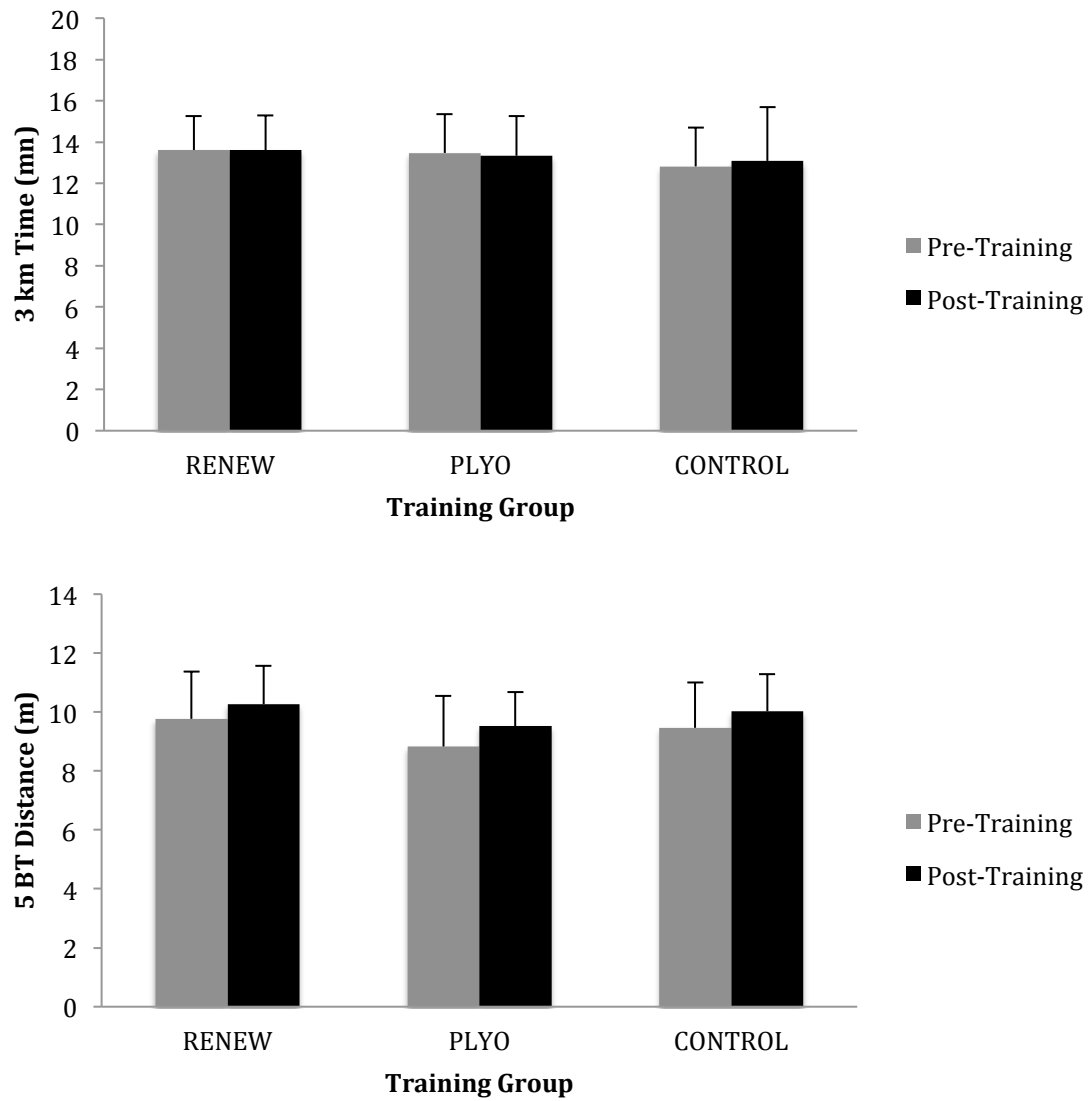 20
18
16
14
12
10
8
6
4
2
0
3 km Time (mn)
RENEW PLYO CONTROL
Training Group
Pre-Training
Post-Training
14
12
10
8
6
4
2
0
5 BT Distance (m)
RENEW PLYO CONTROL
Training Group
Pre-Training
Post-Training